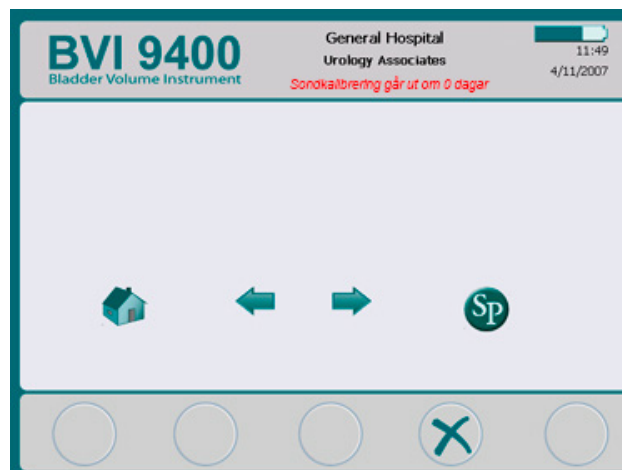 BVI 9400
Bladder Volume Instrument
General Hospital
Urology Associates
Sondkalibrering går ut om 0 dagar
11:49
4/11/2007
SP